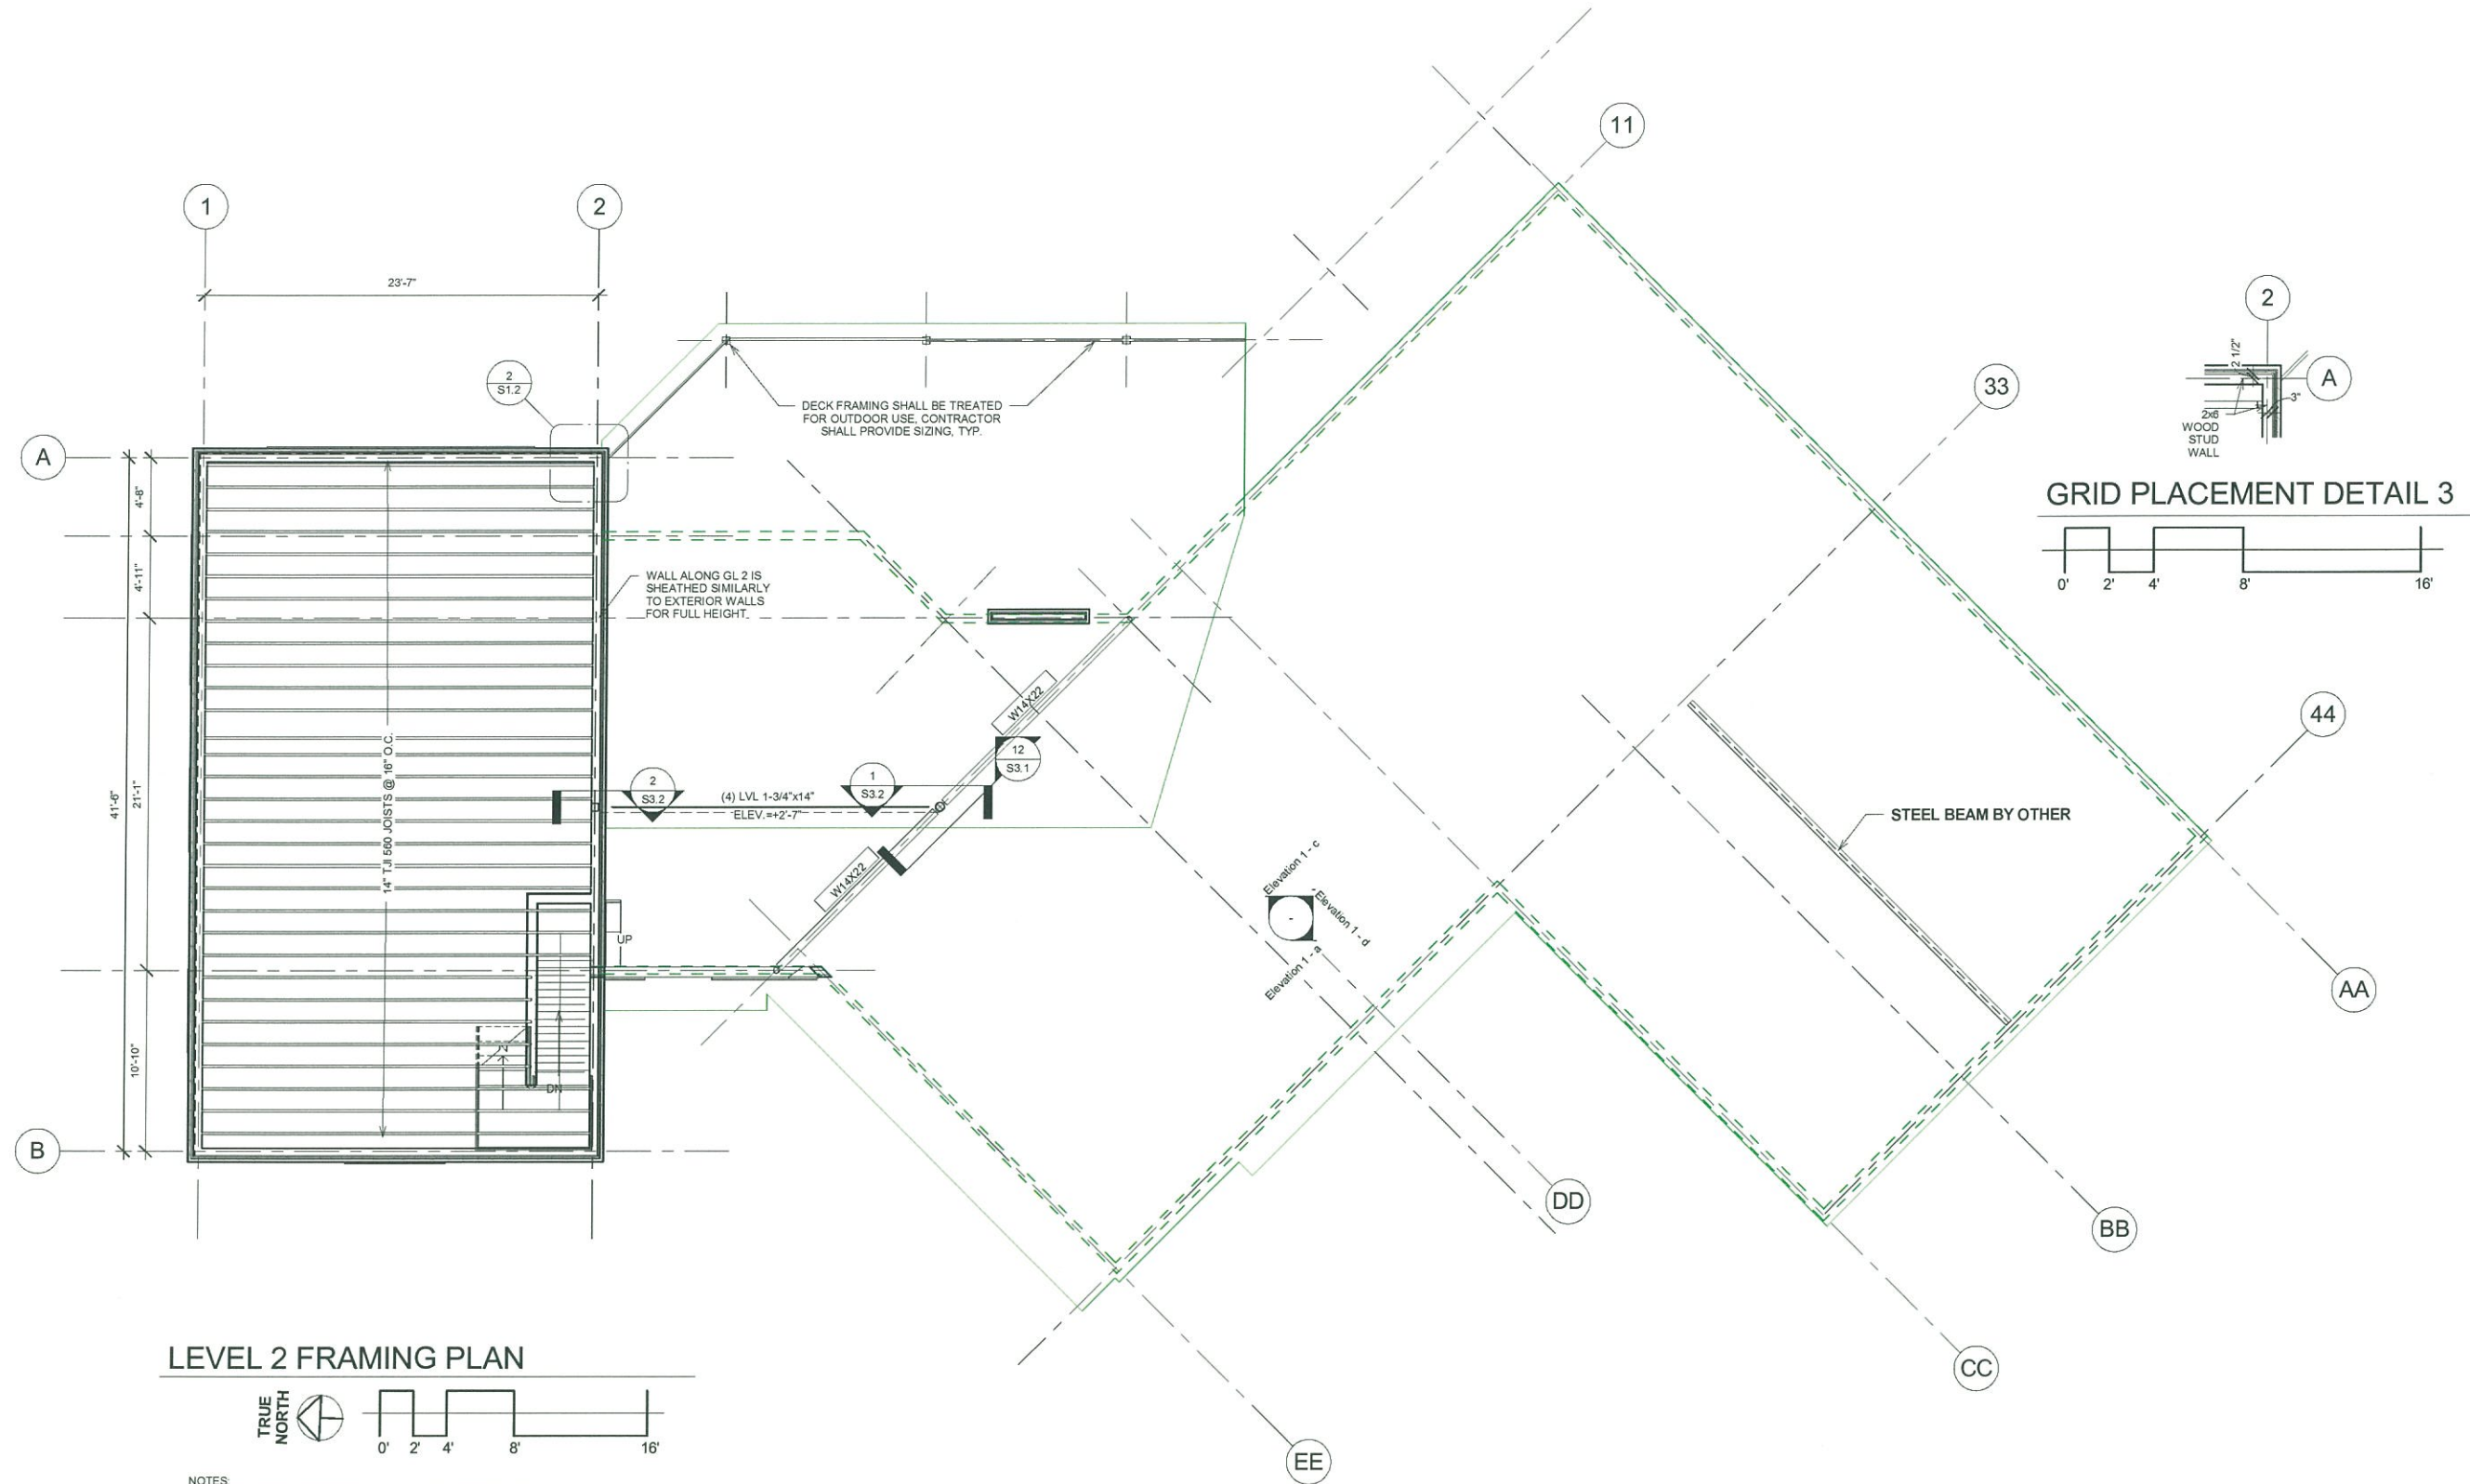 11
1
2
23'-7"
2
S1.2
DECK FRAMING SHALL BE TREATED
FOR OUTDOOR USE, CONTRACTOR
SHALL PROVIDE SIZING, TYP.
33
2
2 1/2"
A
3"
2x6
WOOD
STUD
WALL
GRID PLACEMENT DETAIL 3
0' 2' 4' 8' 16'
A
4'-8"
4'-11"
WALL ALONG GL 2 IS
SHEATHED SIMILARLY
TO EXTERIOR WALLS
FOR FULL HEIGHT.
W14X22
44
12
S3.1
14" TJI 560 JOISTS @ 16" O.C.
41'-6"
21'-1"
2
S3.2
(4) LVL 1-3/4"x14"
ELEV.=+2'-7"
1
S3.2
STEEL BEAM BY OTHER
W14X22
Elevation 1 - c
Elevation 1 - d
-
Elevation 1 - a
UP
AA
10'-10"
DN
B
DD
BB
CC
EE
LEVEL 2 FRAMING PLAN
TRUE
NORTH
0' 2' 4' 8' 16'
NOTES: